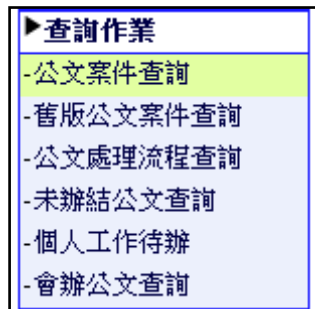 ▶查詢作業
-公文案件查詢
-舊版公文案件查詢
-公文處理流程查詢
-未辦結公文查詢
-個人工作待辦
-會辦公文查詢